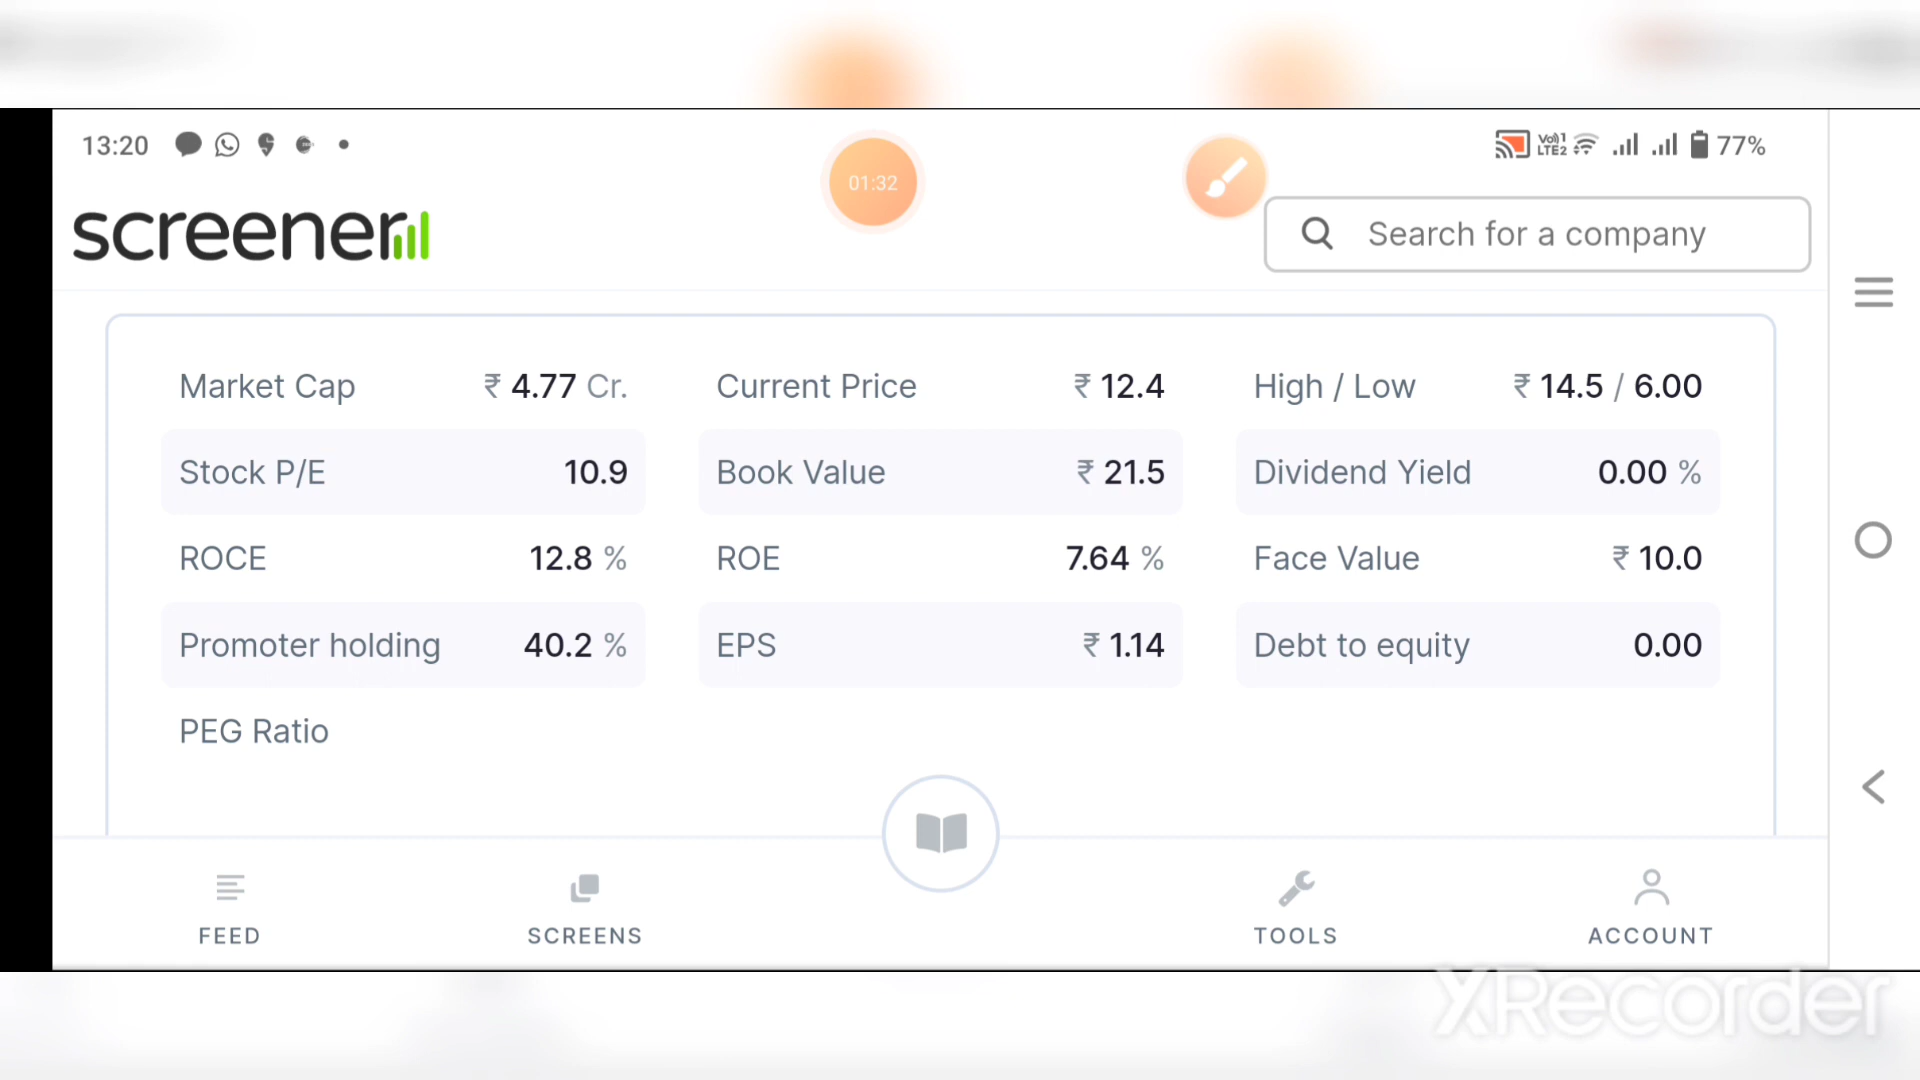 13:20
Vo)) 1
LTE2
77%
01:32
screener
Search for a company
Market Cap ₹ 4.77 Cr. Current Price ₹ 12.4 High / Low ₹ 14.5 / 6.00
Stock P/E 10.9 Book Value ₹ 21.5 Dividend Yield 0.00 %
ROCE 12.8 % ROE 7.64 % Face Value ₹ 10.0
Promoter holding 40.2 % EPS ₹ 1.14 Debt to equity 0.00
PEG Ratio
FEED SCREENS TOOLS ACCOUNT
XRecorder